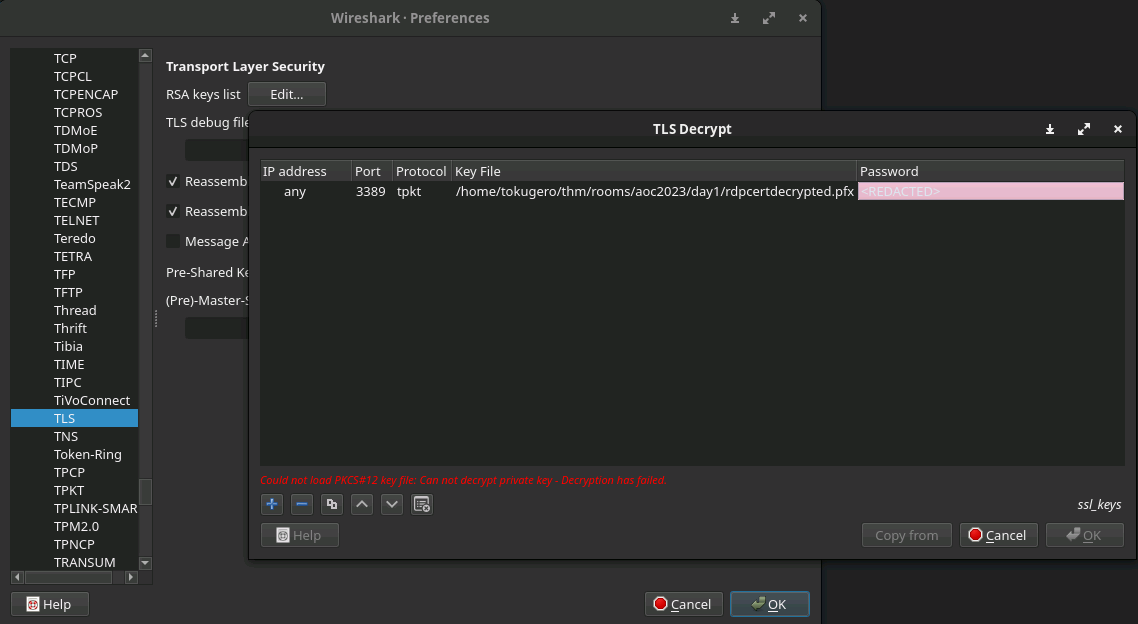 Wireshark · Preferences
TCP
TCPCL
TCPENCAP
TCPROS
TDMoE
TDMoP
TDS
TeamSpeak2
TECMP
TELNET
Teredo
TETRA
TFP
TFTP
Thread
Thrift
Tibia
TIME
TIPC
TiVoConnect
TLS
TNS
Token-Ring
TPCP
TPKT
TPLINK-SMAR
TPM2.0
TPNCP
TRANSUM
Transport Layer Security
RSA keys list Edit...
TLS debug file
Reassemb
Reassemb
Message A
Pre-Shared Ke
(Pre)-Master-S
TLS Decrypt
IP address Port Protocol Key File Password
any 3389 tpkt /home/tokugero/thm/rooms/aoc2023/day1/rdpcertdecrypted.pfx <REDACTED>
Could not load PKCS#12 key file: Can not decrypt private key - Decryption has failed.
ssl_keys
Help Copy from Cancel OK
Help Cancel OK